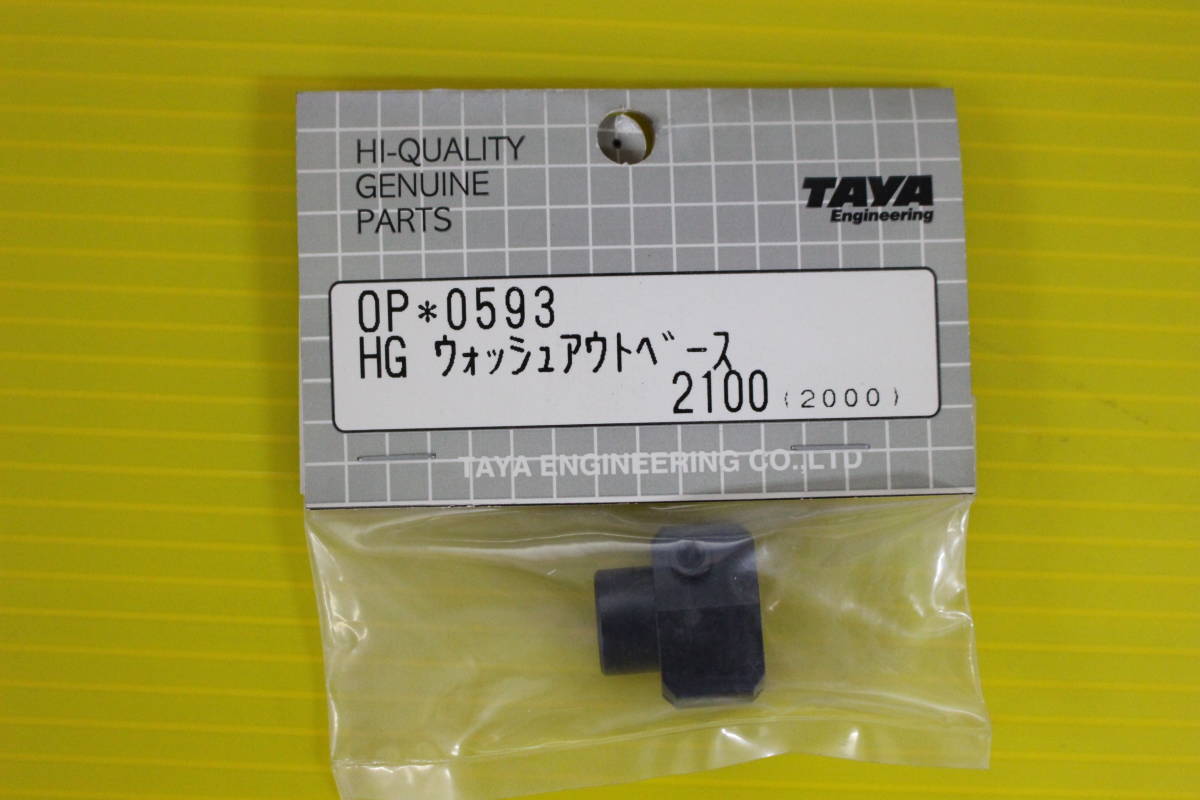 HI-QUALITY
GENUINE
PARTS
TAYA
Engineering
OP*0593
HG ウォッシュアウトベース
2100 (2000)
TAYA ENGINEERING CO.,LTD